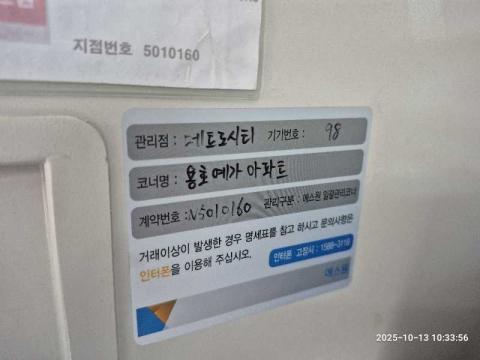 지점번호 5010160
관리점 : 메트로시티 기기번호 : 98
코너명 : 용호예가 아파트
계약번호 : N5010160 관리구분 : 에스원 일괄관리코너
거래이상이 발생한 경우 명세표를 참고 하시고 문의사항은
인터폰을 이용해 주십시오. 인터폰 고장시 : 1588-3118
에스원
2025-10-13 10:33:56